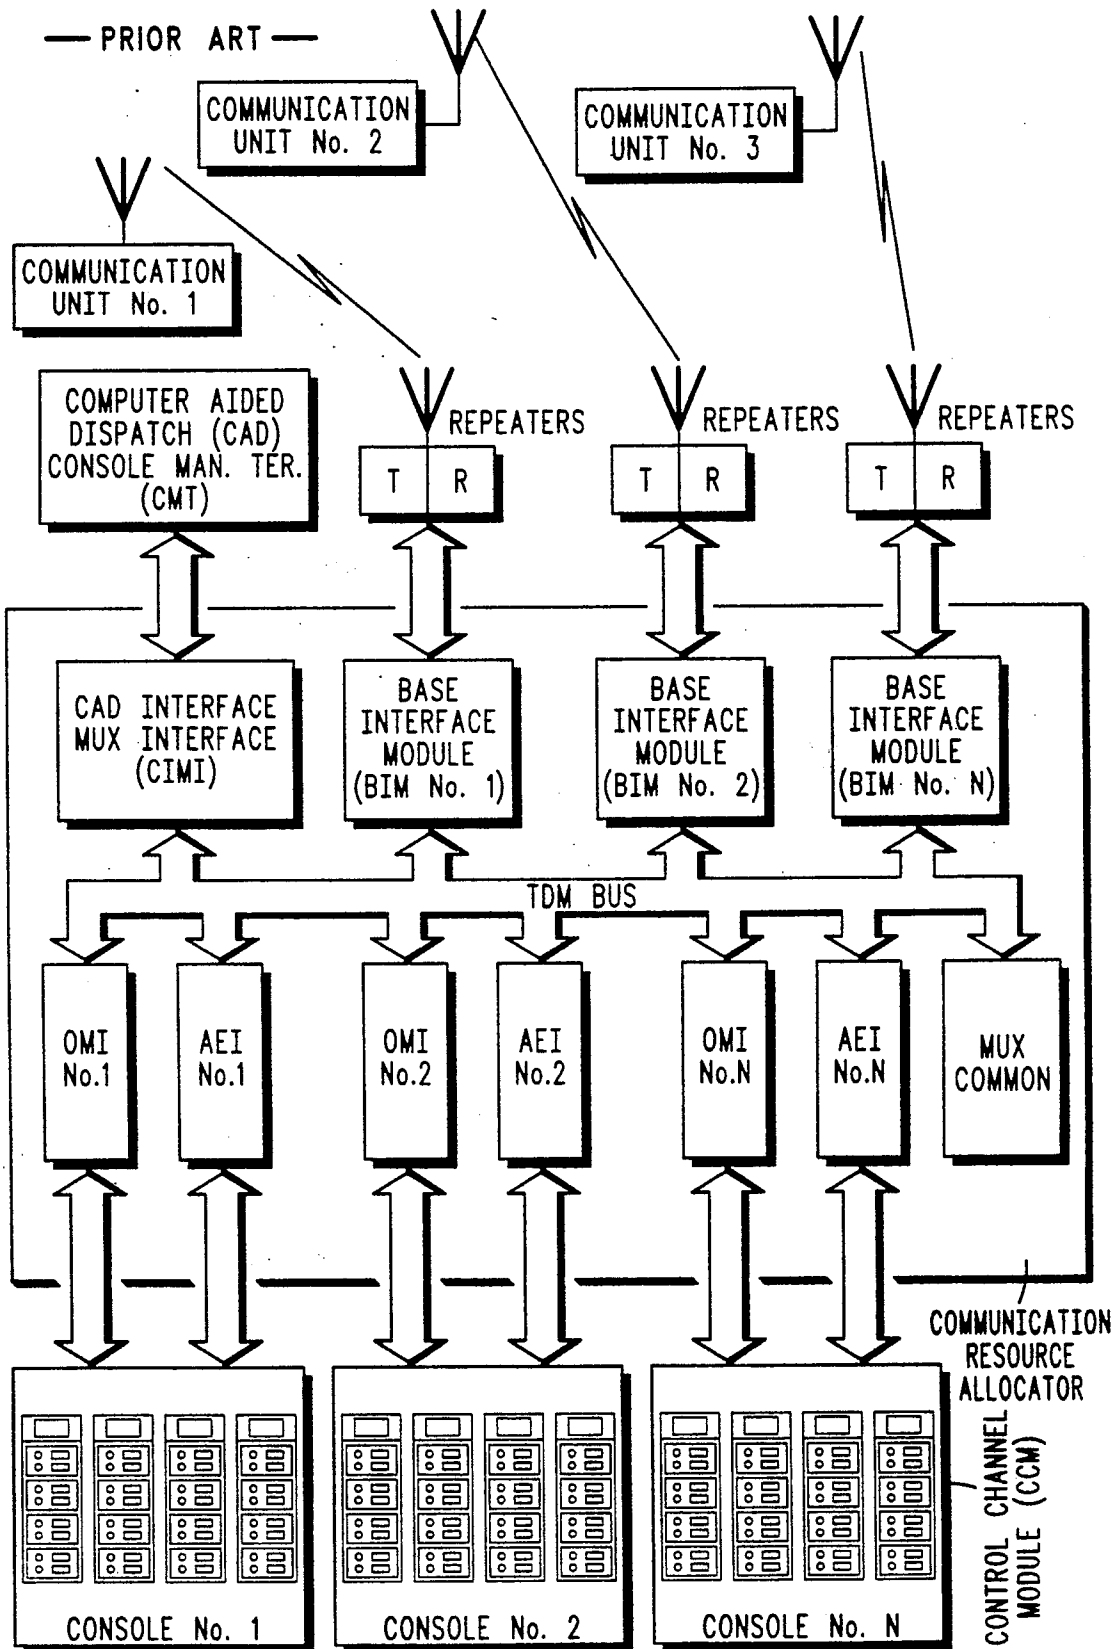 — PRIOR ART —
COMMUNICATION
UNIT No. 2
COMMUNICATION
UNIT No. 3
COMMUNICATION
UNIT No. 1
COMPUTER AIDED
DISPATCH (CAD)
CONSOLE MAN. TER.
(CMT)
REPEATERS
T R
REPEATERS
T R
REPEATERS
T R
CAD INTERFACE
MUX INTERFACE
(CIMI)
BASE
INTERFACE
MODULE
(BIM No. 1)
BASE
INTERFACE
MODULE
(BIM No. 2)
BASE
INTERFACE
MODULE
(BIM No. N)
TDM BUS
OMI
No.1
AEI
No.1
OMI
No.2
AEI
No.2
OMI
No.N
AEI
No.N
MUX
COMMON
COMMUNICATION
RESOURCE
ALLOCATOR
CONTROL CHANNEL
MODULE (CCM)
CONSOLE No. 1
CONSOLE No. 2
CONSOLE No. N